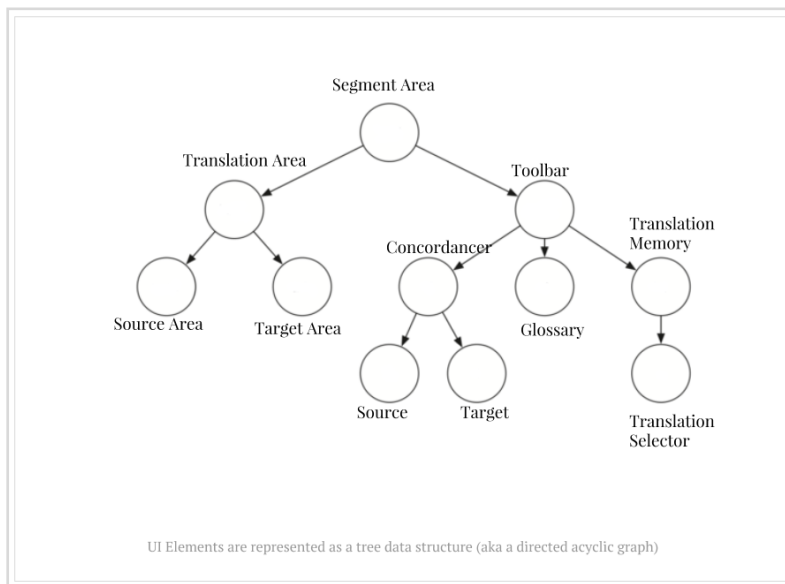 Segment Area
Translation Area
Toolbar
Translation
Memory
Concordancer
Source Area
Target Area
Glossary
Source
Target
Translation
Selector
UI Elements are represented as a tree data structure (aka a directed acyclic graph)